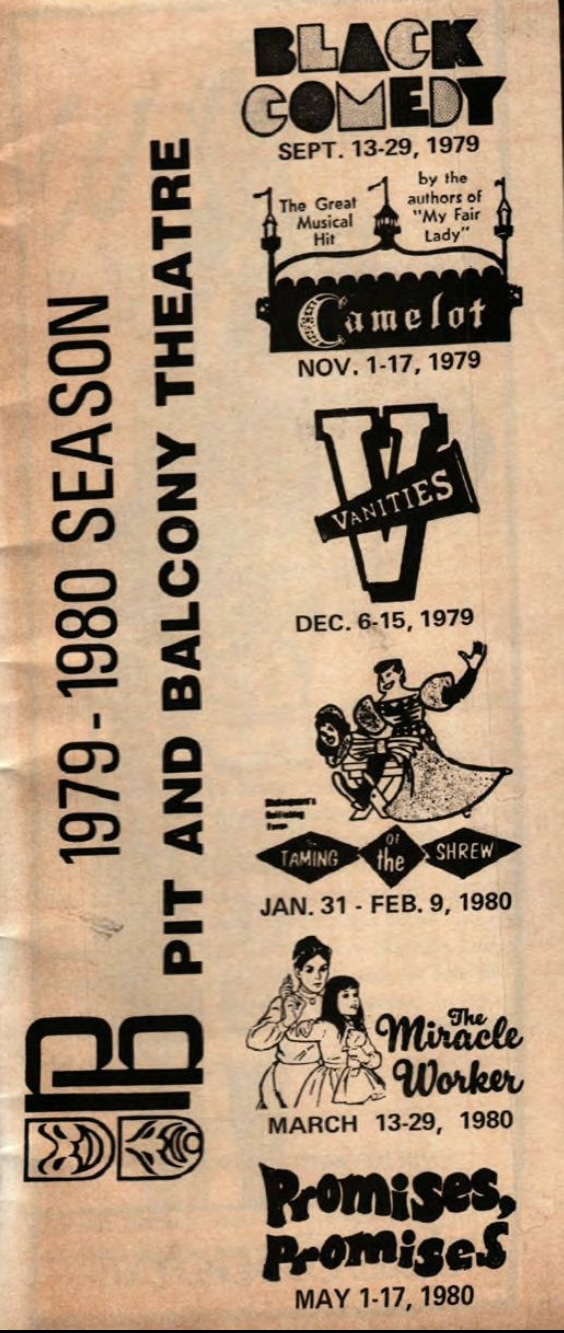 1979 - 1980 SEASON
PIT AND BALCONY THEATRE
BLACK
COMEDY
SEPT. 13-29, 1979
The Great
Musical
Hit
by the
authors of
"My Fair
Lady"
Camelot
NOV. 1-17, 1979
V
VANITIES
DEC. 6-15, 1979
Shakespeare's
TAMING OF the SHREW
JAN. 31 - FEB. 9, 1980
The
Miracle
Worker
MARCH 13-29, 1980
Promises,
Promises
MAY 1-17, 1980